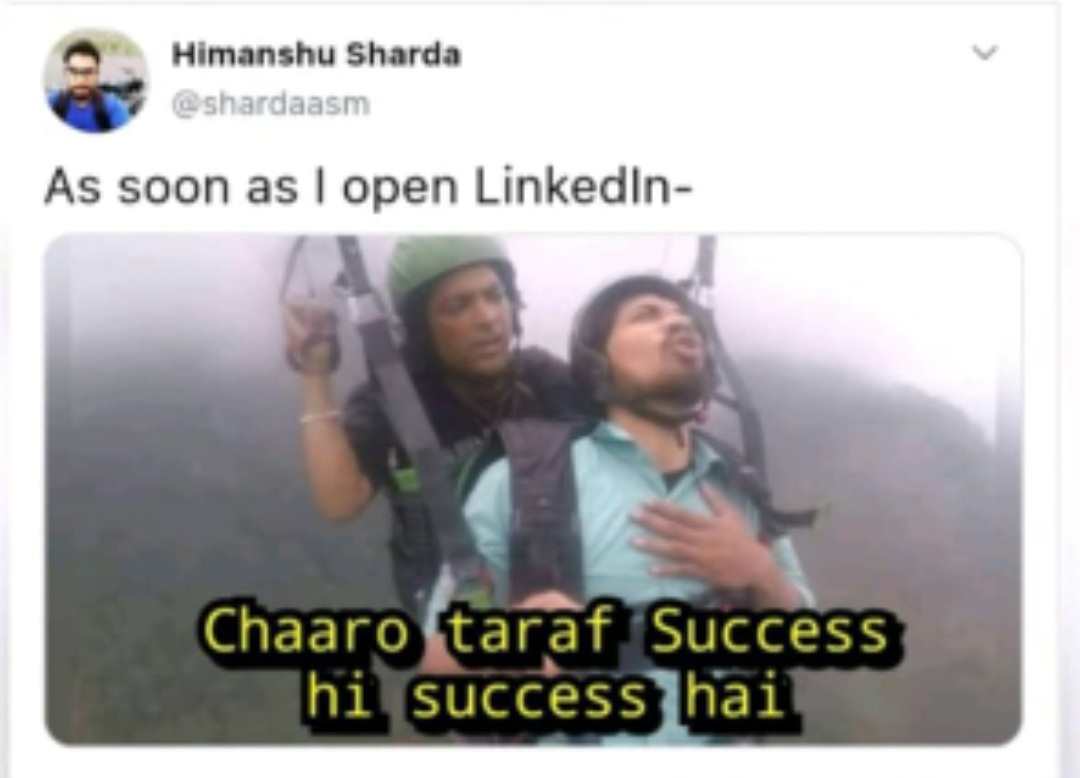 Himanshu Sharda
@shardaasm
As soon as I open LinkedIn-
Chaaro taraf Success
hi success hai